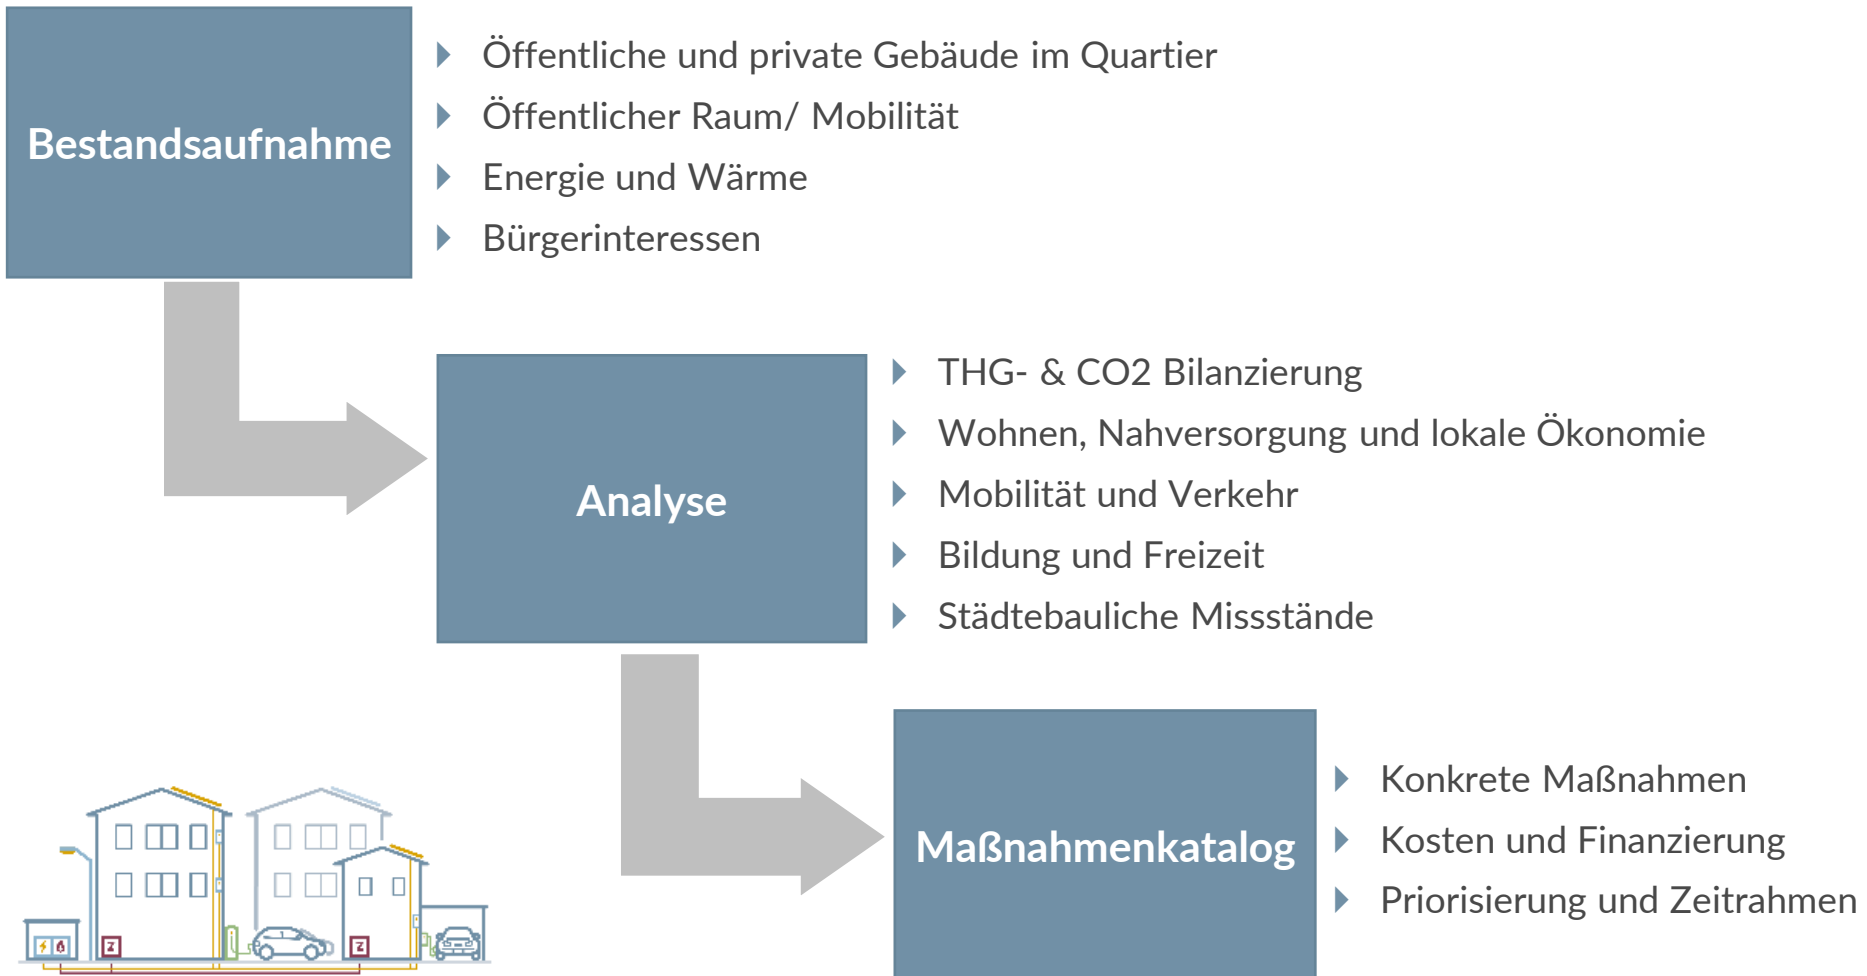 Bestandsaufnahme
Öffentliche und private Gebäude im Quartier
Öffentlicher Raum/ Mobilität
Energie und Wärme
Bürgerinteressen
Analyse
THG- & CO2 Bilanzierung
Wohnen, Nahversorgung und lokale Ökonomie
Mobilität und Verkehr
Bildung und Freizeit
Städtebauliche Missstände
Maßnahmenkatalog
Konkrete Maßnahmen
Kosten und Finanzierung
Priorisierung und Zeitrahmen
Z
Z